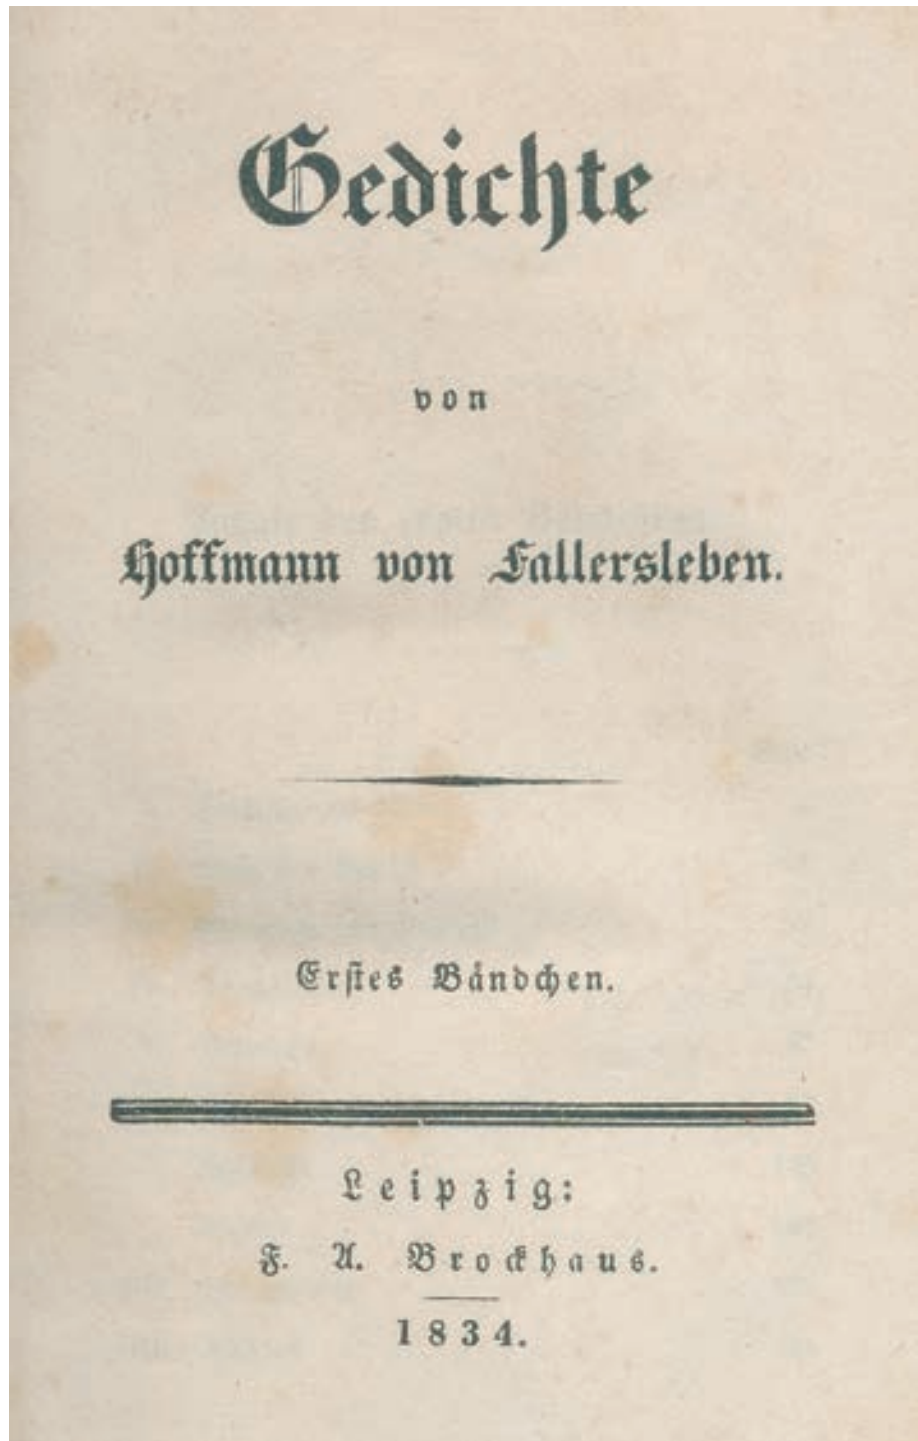 Gedichte
von
Hoffmann von Fallersleben.
Erstes Bändchen.
Leipzig:
F. A. Brockhaus.
1834.